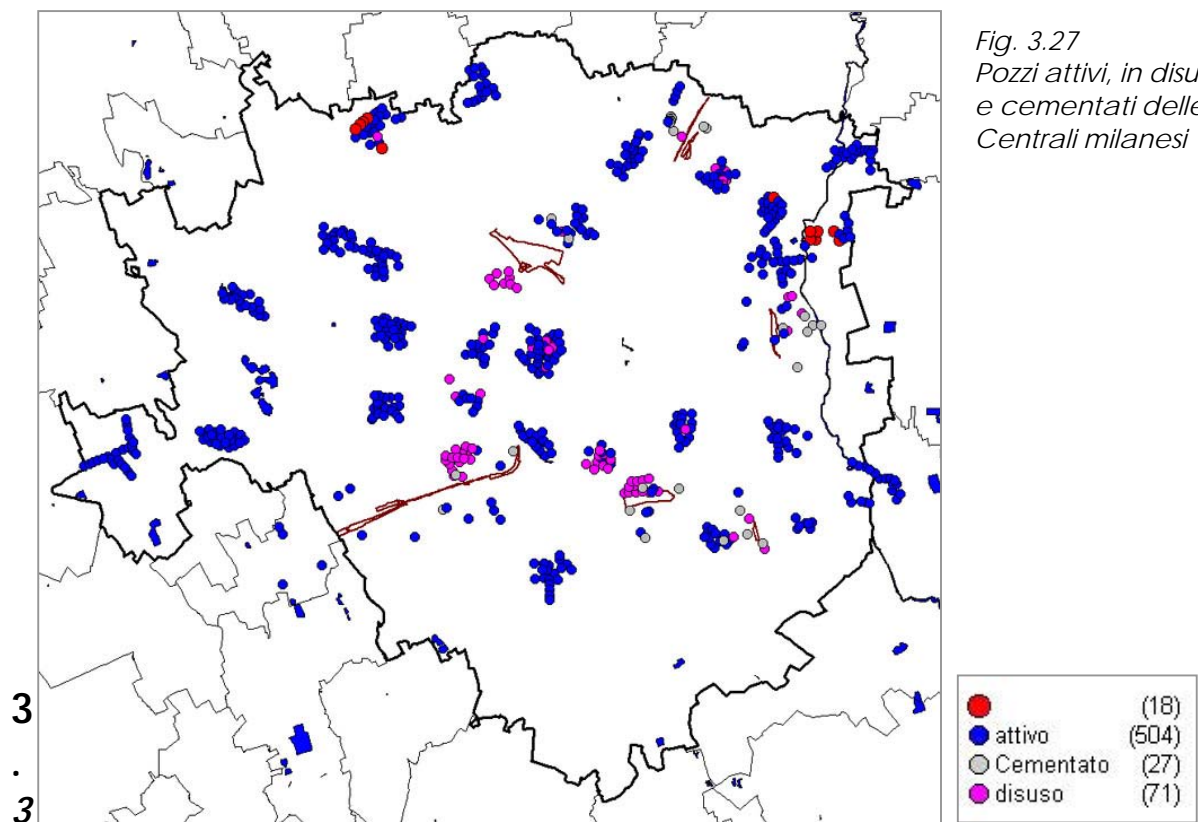 Fig. 3.27
Pozzi attivi, in disu
e cementati delle
Centrali milanesi
(18)
attivo (504)
Cementato (27)
disuso (71)
3
.
3